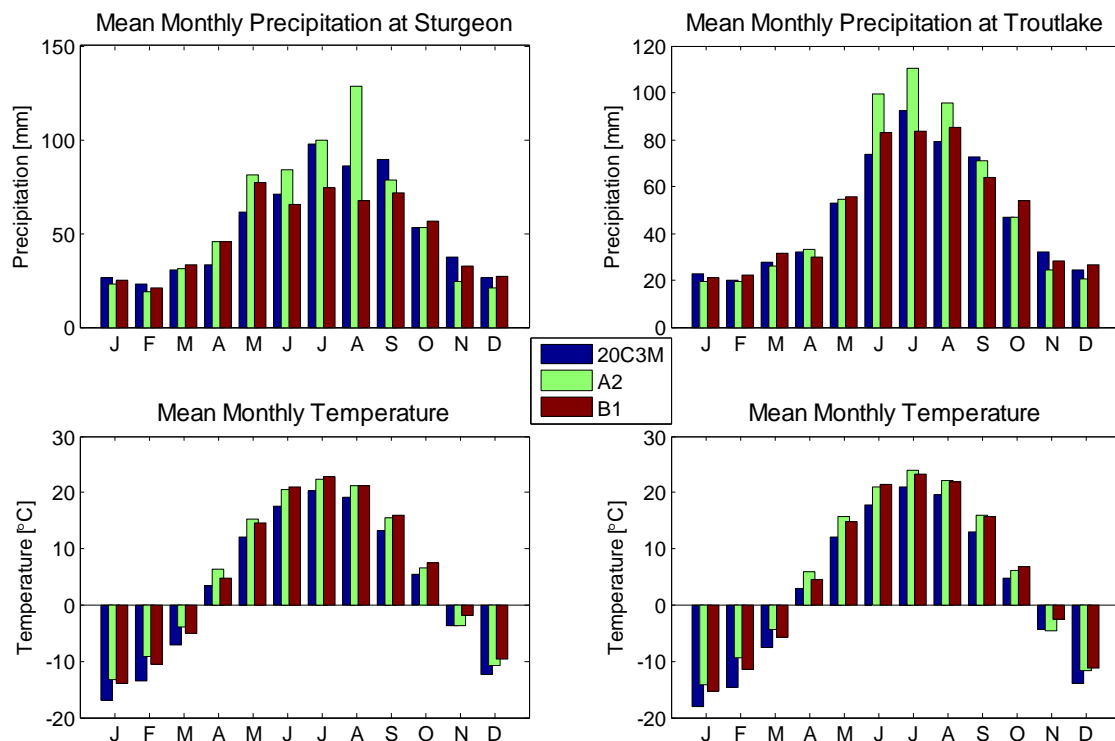 Mean Monthly Precipitation at Sturgeon
150
100
50
0
Precipitation [mm]
J F M A M J J A S O N D
Mean Monthly Precipitation at Troutlake
120
100
80
60
40
20
0
Precipitation [mm]
J F M A M J J A S O N D
20C3M
A2
B1
Mean Monthly Temperature
30
20
10
0
-10
-20
Temperature [°C]
J F M A M J J A S O N D
Mean Monthly Temperature
30
20
10
0
-10
-20
Temperature [°C]
J F M A M J J A S O N D